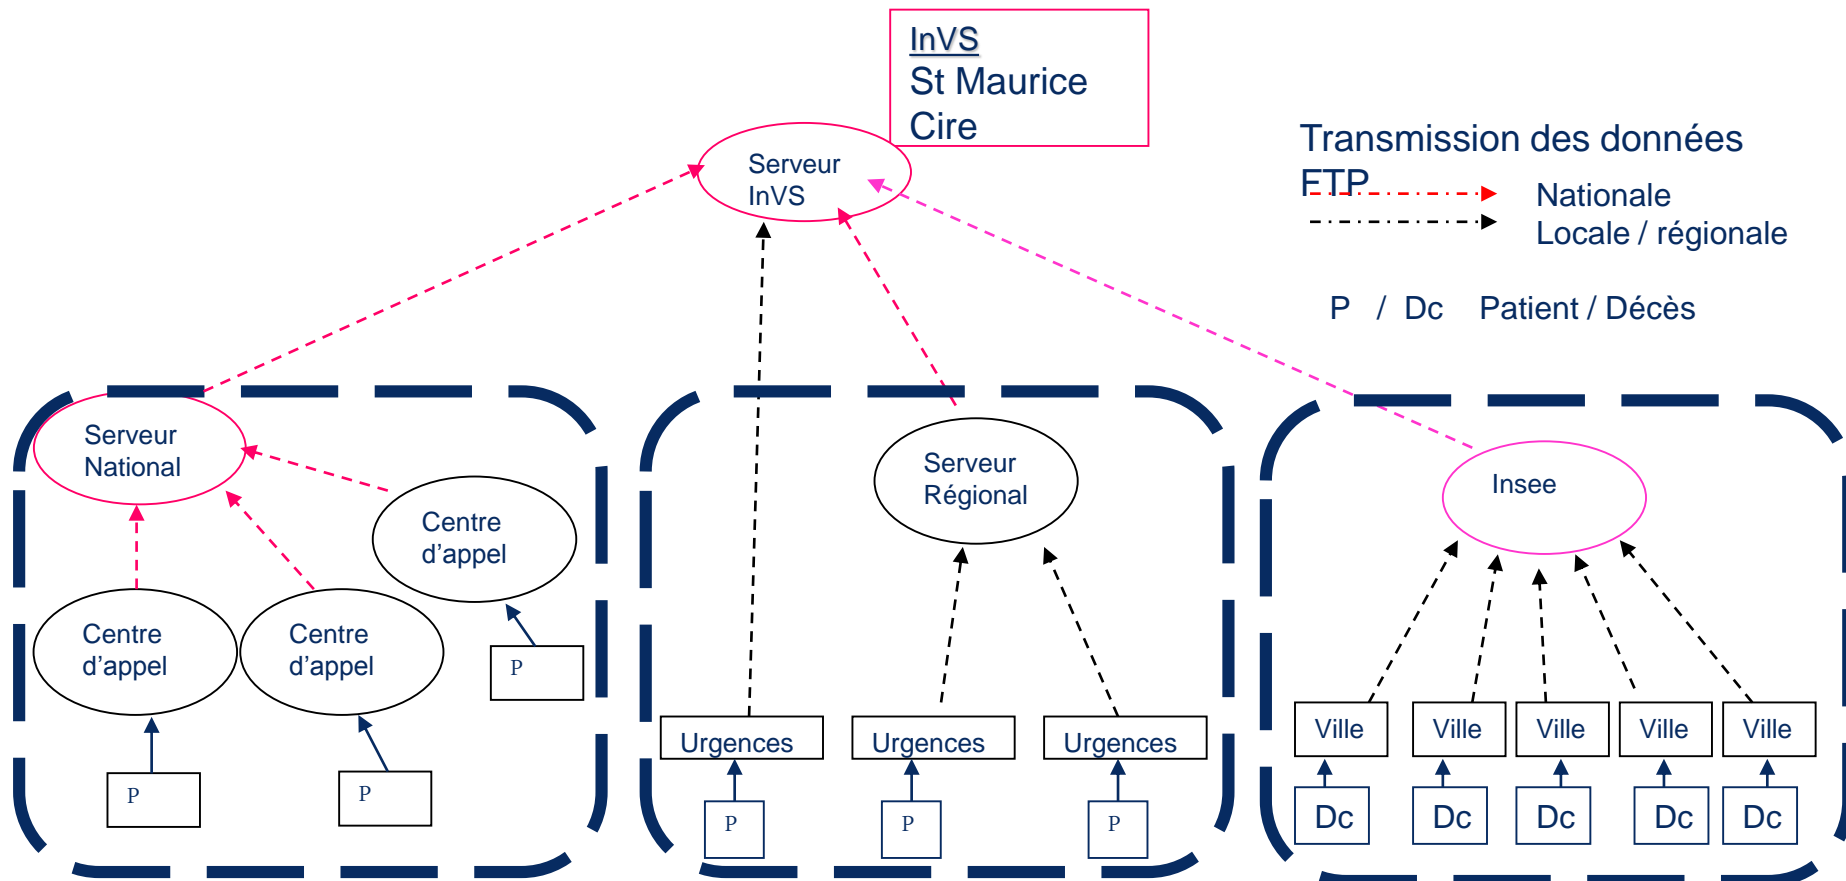 InVS
St Maurice
Cire
Serveur
InVS
Transmission des données
FTP
Nationale
Locale / régionale
P / Dc Patient / Décès
Serveur
National
Centre
d’appel
Centre
d’appel
Centre
d’appel
P
P
P
Serveur
Régional
Urgences
Urgences
Urgences
P
P
P
Insee
Ville
Ville
Ville
Ville
Ville
Dc
Dc
Dc
Dc
Dc